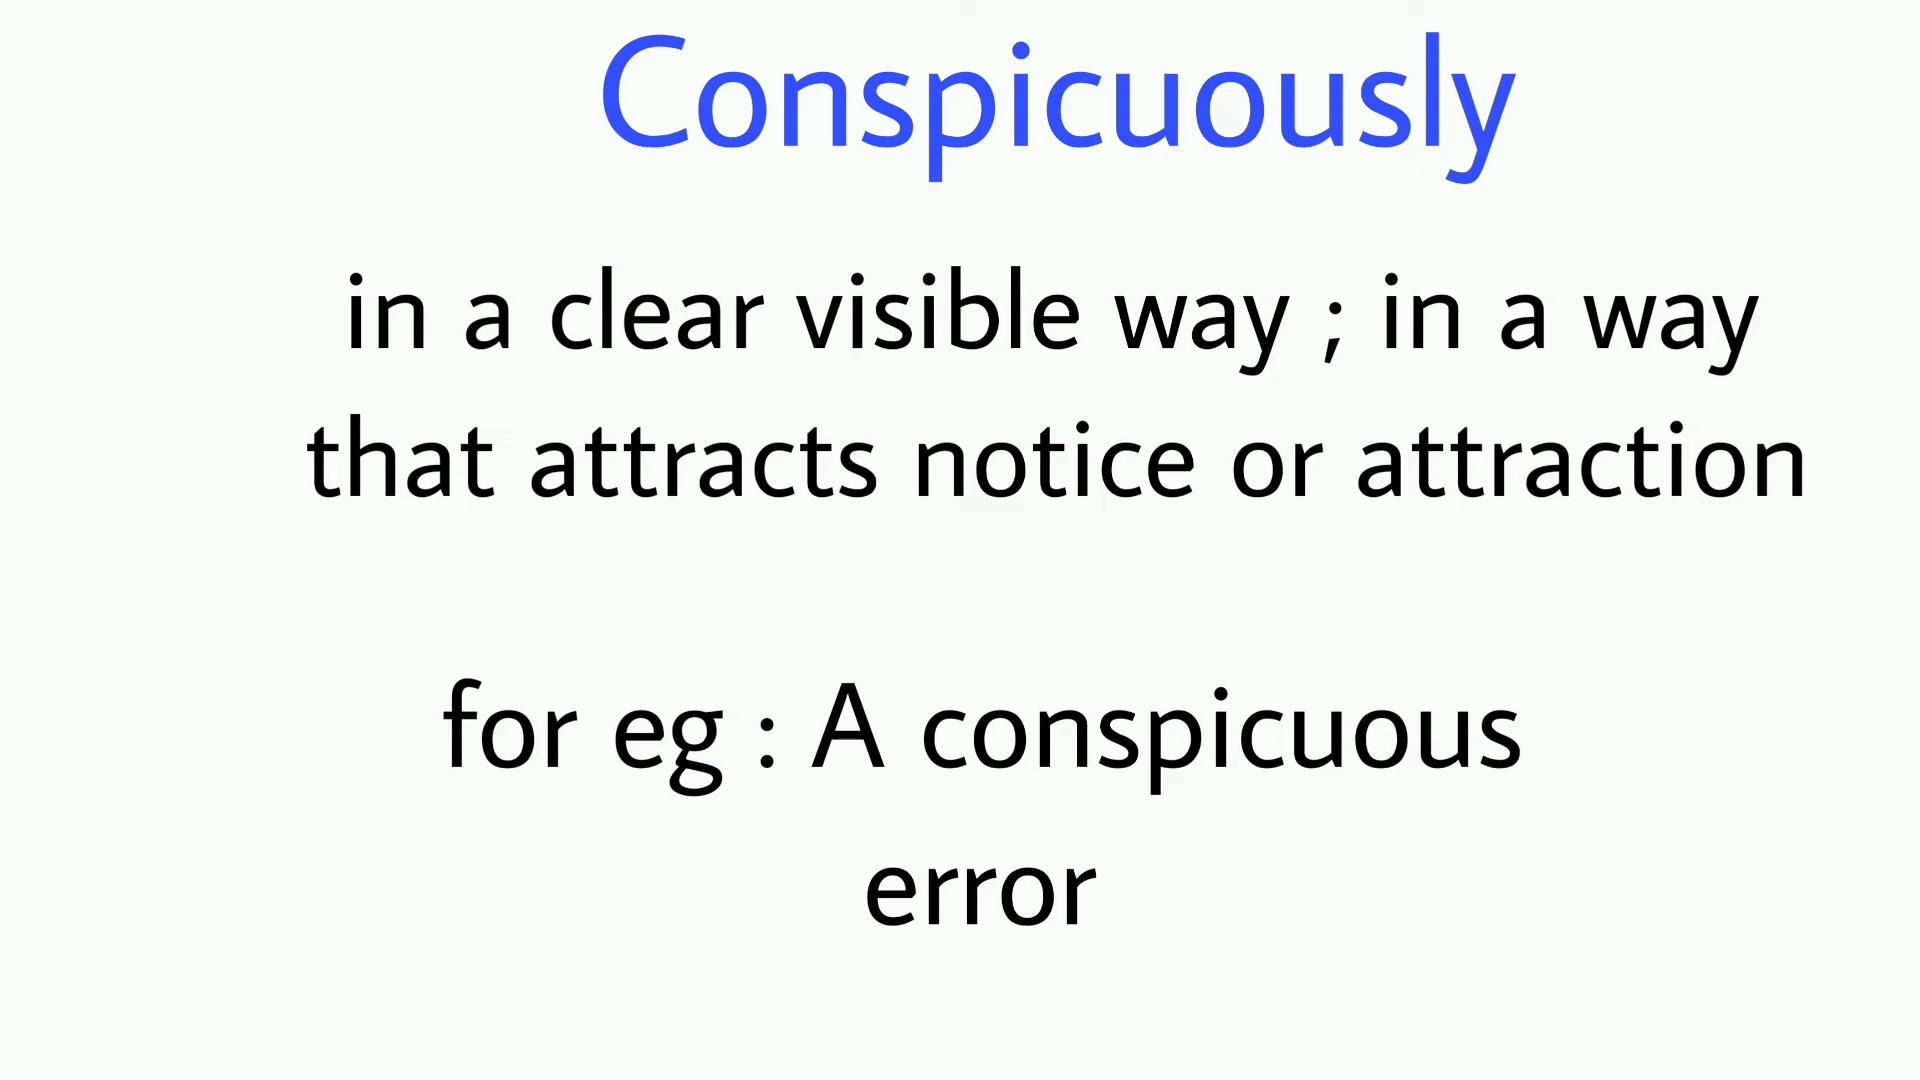 Conspicuously
in a clear visible way ; in a way
that attracts notice or attraction
for eg : A conspicuous
error